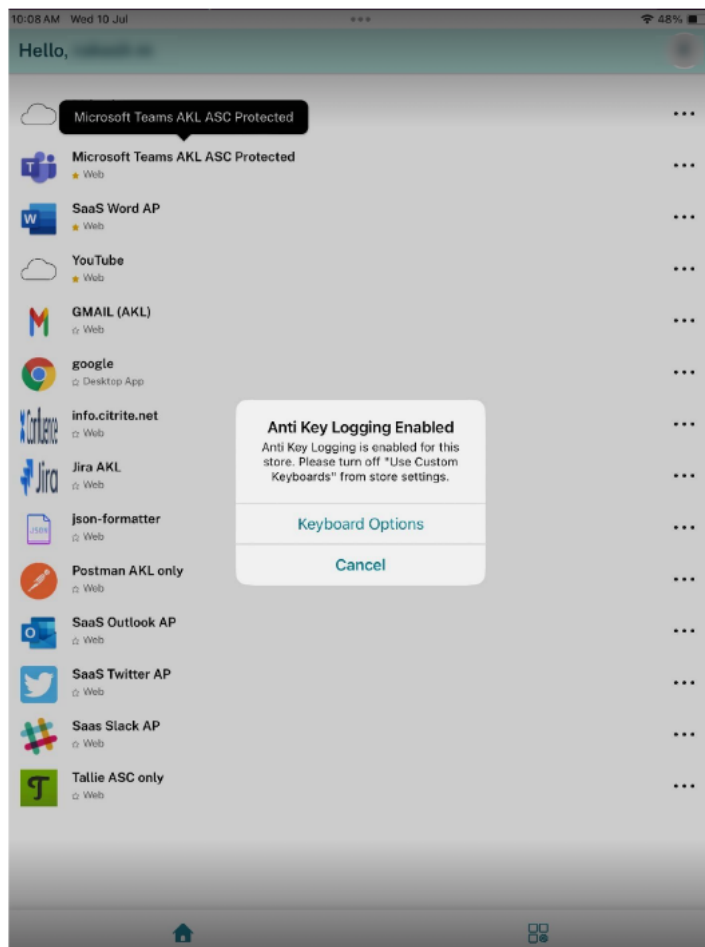 10:08 AM Wed 10 Jul
48%
Hello,
Microsoft Teams AKL ASC Protected
Microsoft Teams AKL ASC Protected
Web
SaaS Word AP
Web
YouTube
Web
GMAIL (AKL)
Web
google
Desktop App
info.citrite.net
Web
Jira AKL
Web
json-formatter
Web
Postman AKL only
Web
SaaS Outlook AP
Web
SaaS Twitter AP
Web
Saas Slack AP
Web
Tallie ASC only
Web
Anti Key Logging Enabled
Anti Key Logging is enabled for this
store. Please turn off "Use Custom
Keyboards" from store settings.
Keyboard Options
Cancel
Confluence
Jira
JSON